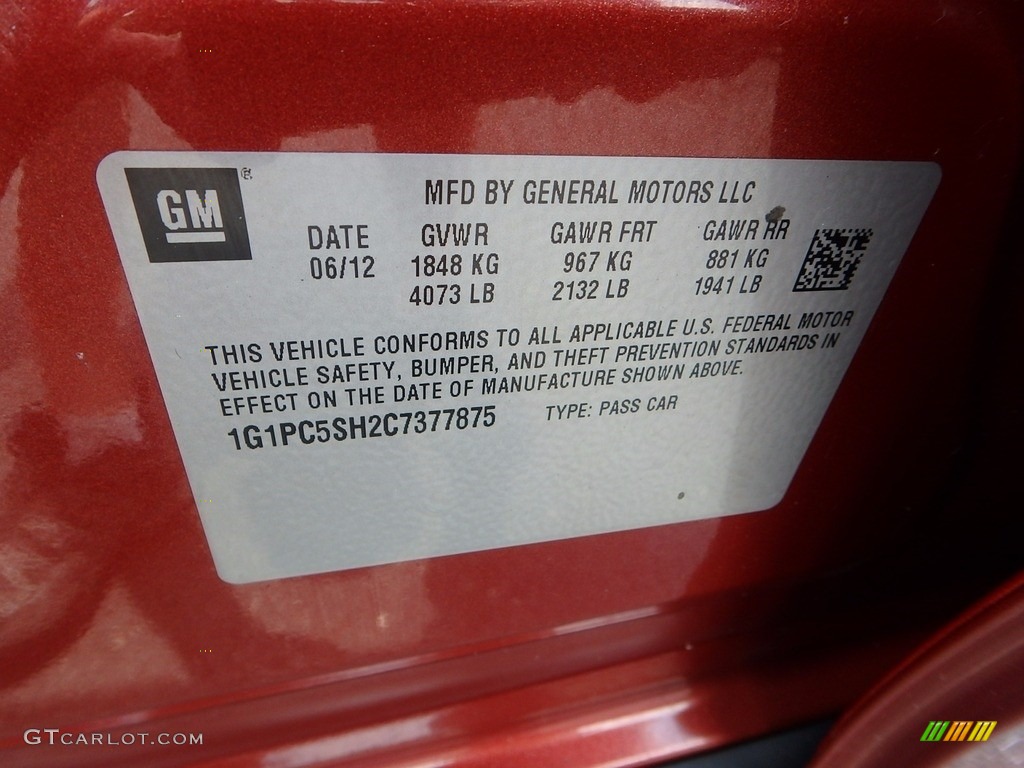 GM®
MFD BY GENERAL MOTORS LLC
DATE GVWR GAWR FRT GAWR RR
06/12 1848 KG 967 KG 881 KG
4073 LB 2132 LB 1941 LB
THIS VEHICLE CONFORMS TO ALL APPLICABLE U.S. FEDERAL MOTOR
VEHICLE SAFETY, BUMPER, AND THEFT PREVENTION STANDARDS IN
EFFECT ON THE DATE OF MANUFACTURE SHOWN ABOVE.
1G1PC5SH2C7377875 TYPE: PASS CAR
GTCARLOT.COM